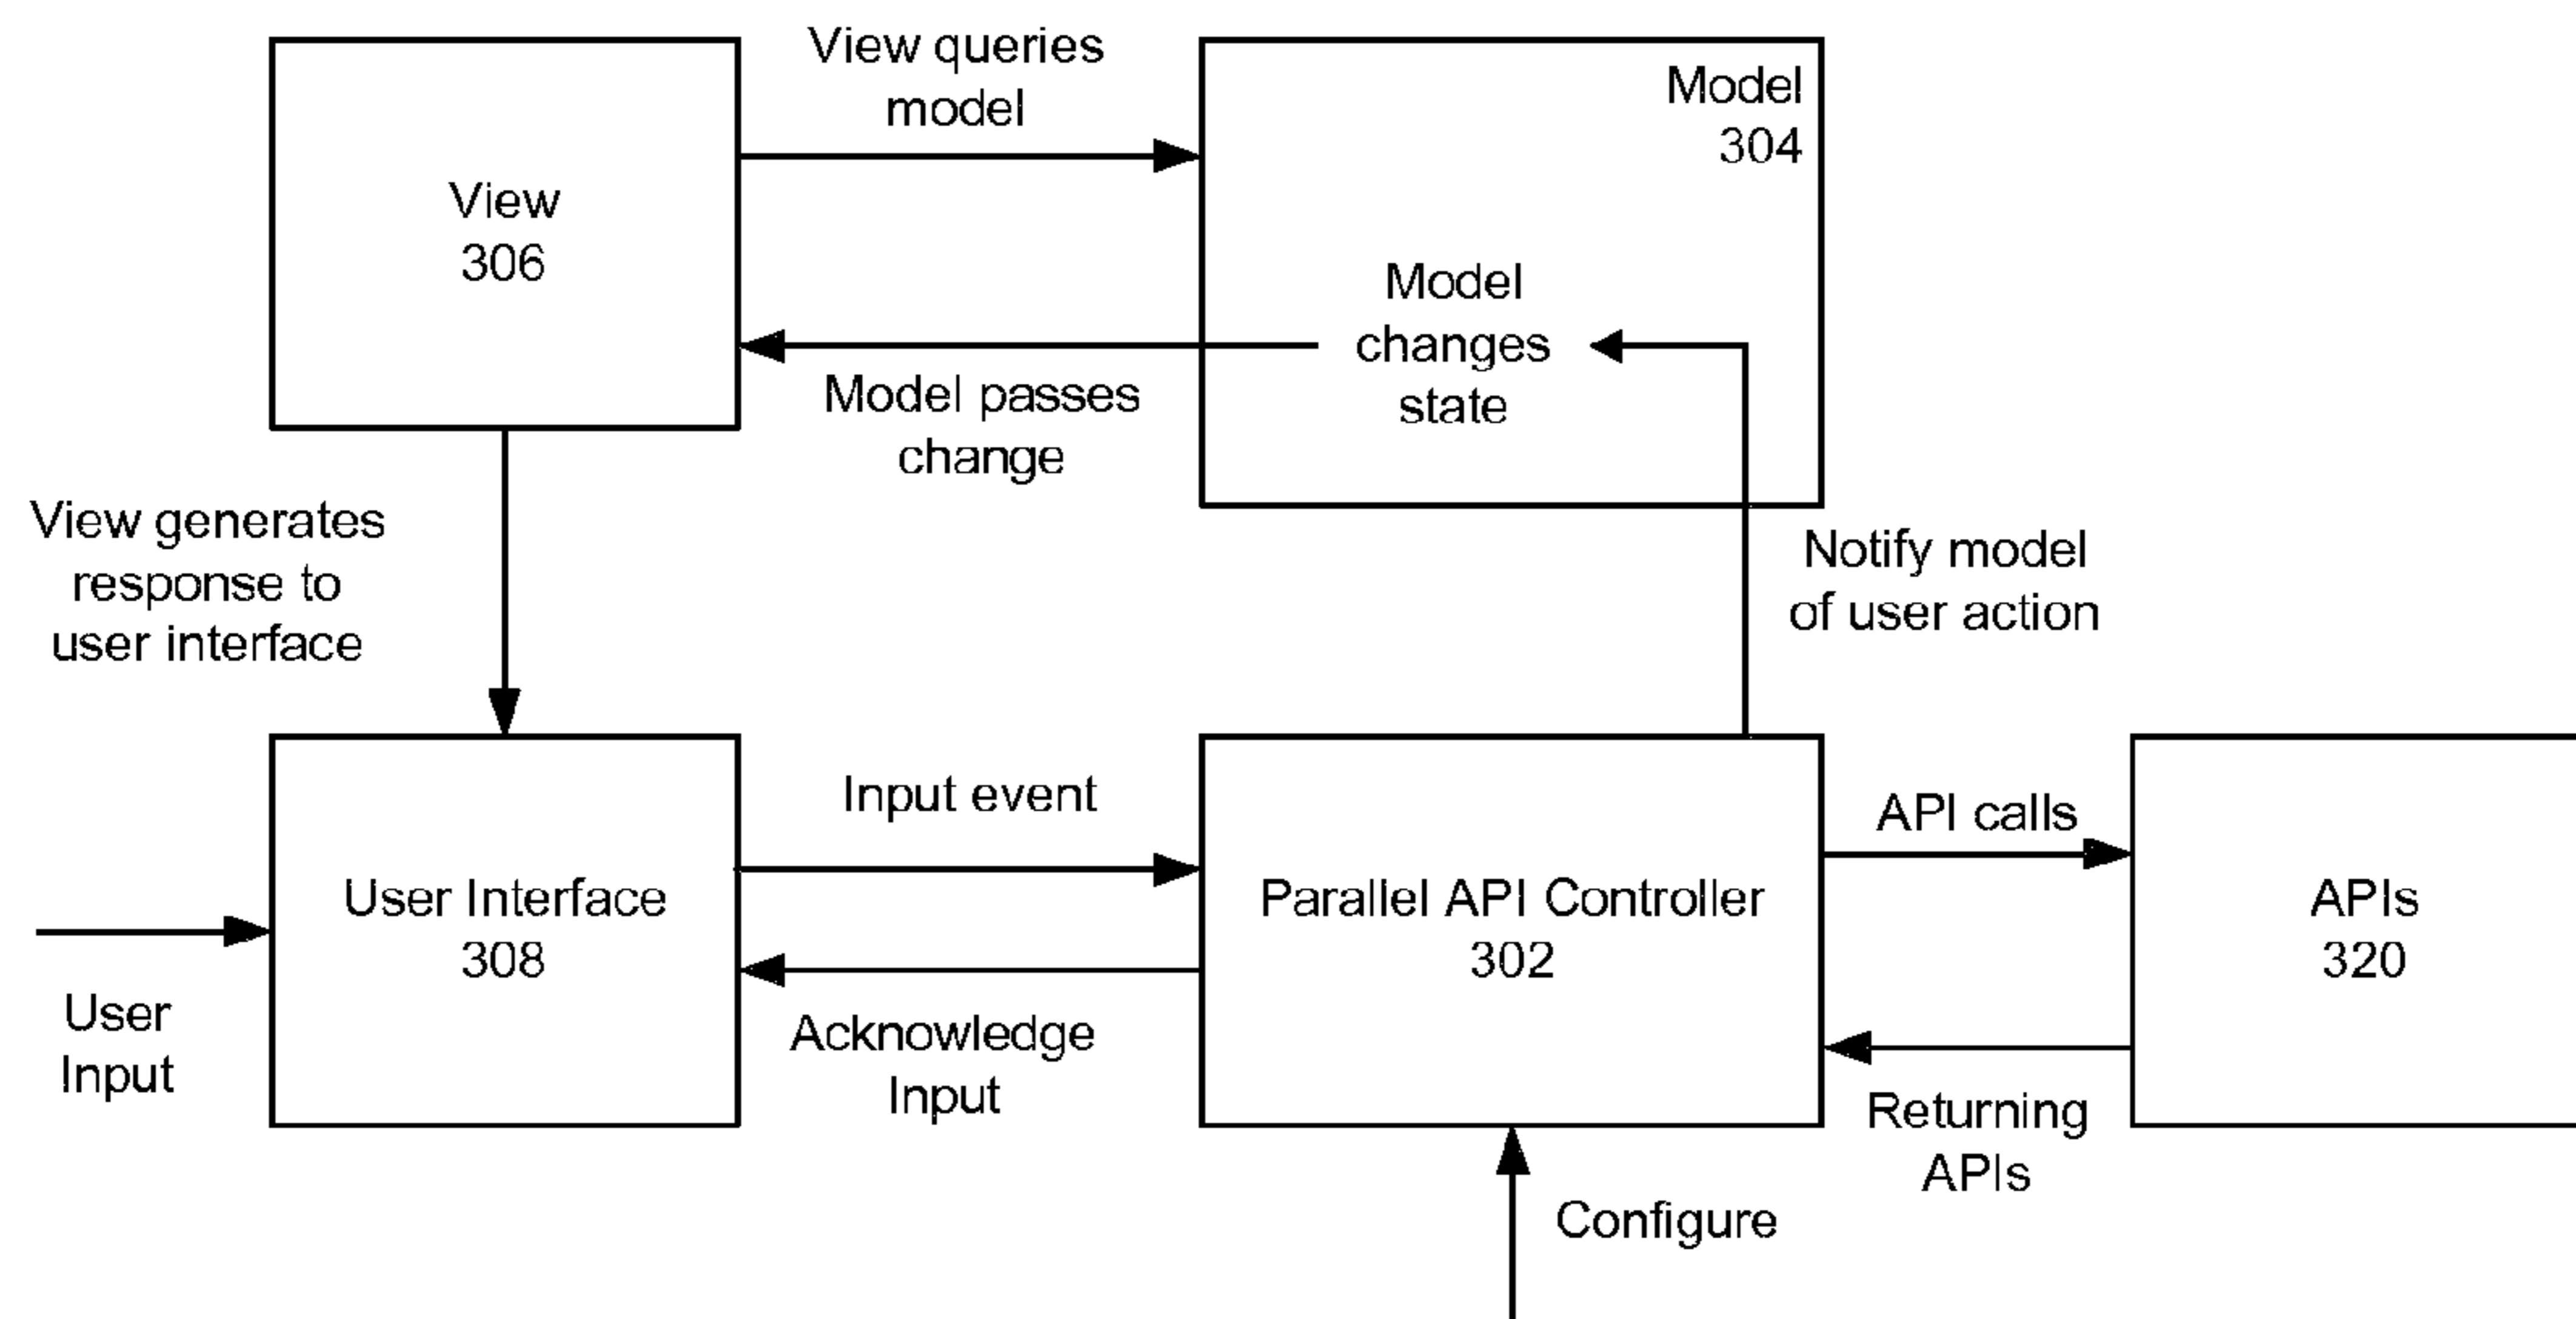 View queries
model
Model
304
View
306
Model
changes
state
Model passes
change
View generates
response to
user interface
Notify model
of user action
Input event
API calls
User Interface
308
Parallel API Controller
302
APIs
320
User
Input
Acknowledge
Input
Returning
APIs
Configure